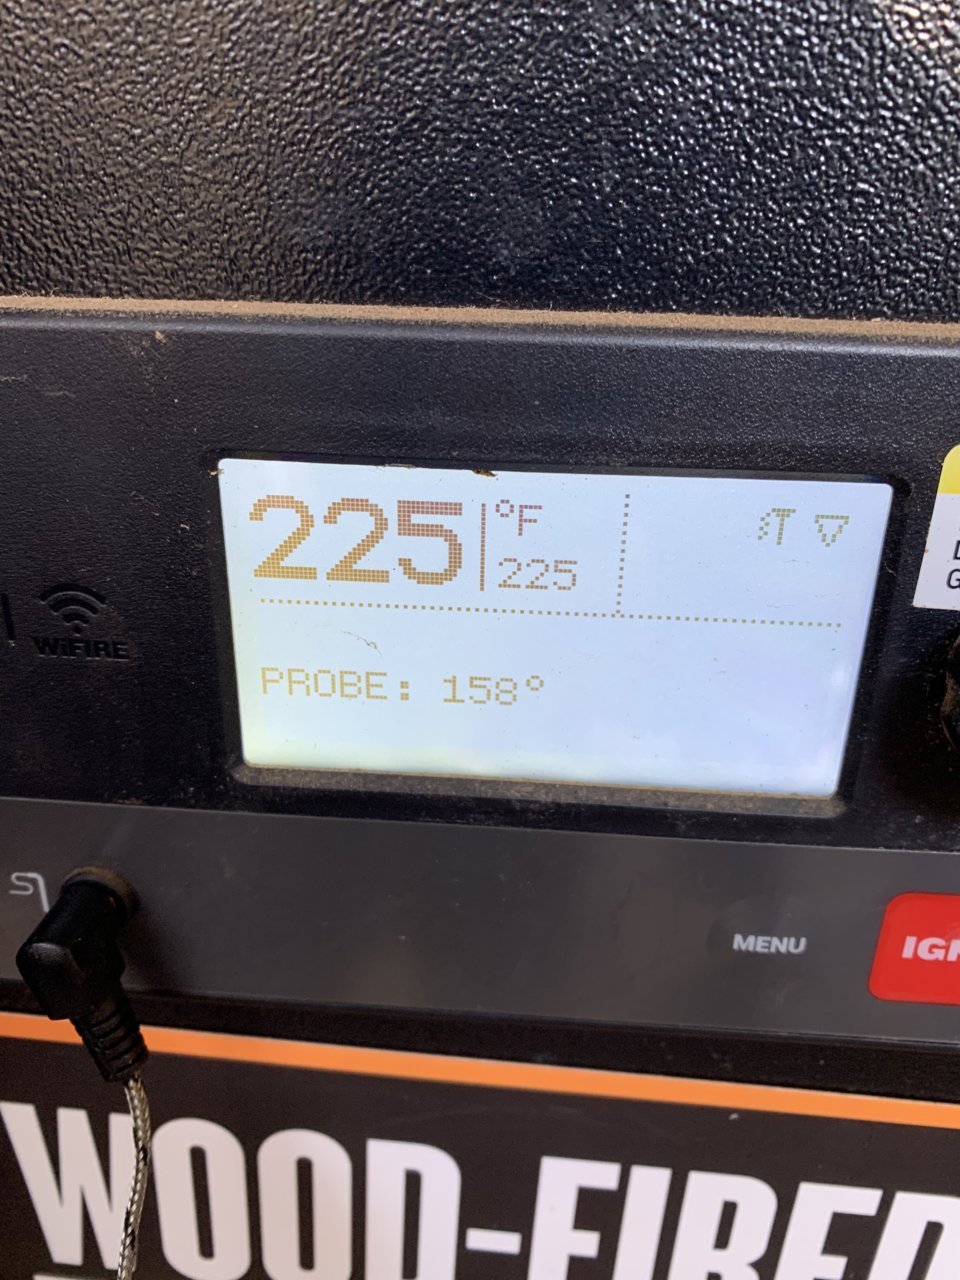 225 °F
225
PROBE: 158°
WiFIRE
MENU
WOOD-FIRED